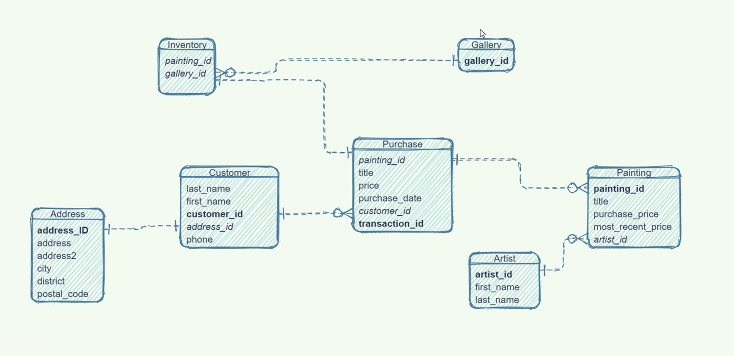 Inventory
painting_id
gallery_id
Gallery
gallery_id
Purchase
painting_id
title
price
purchase_date
customer_id
transaction_id
Customer
last_name
first_name
customer_id
address_id
phone
Painting
painting_id
title
purchase_price
most_recent_price
artist_id
Address
address_ID
address
address2
city
district
postal_code
Artist
artist_id
first_name
last_name